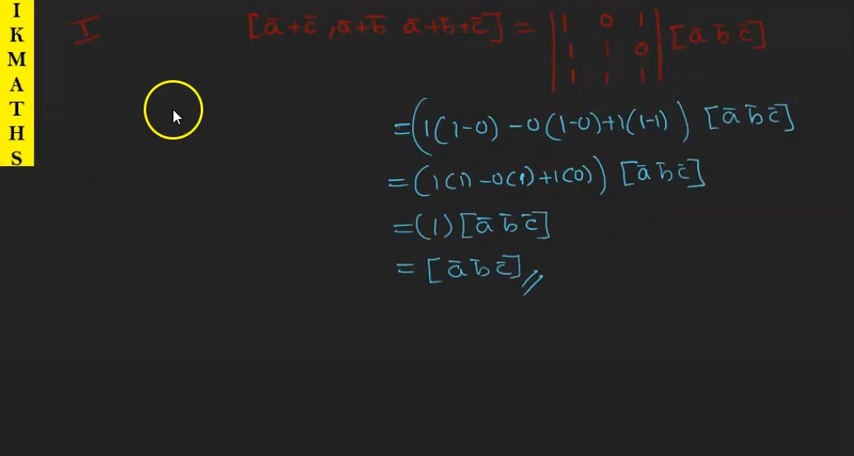 I
K
M
A
T
H
S
I [ā+c̄ ,ā+b̄ ā+b̄+c̄] = |1 0 1| [ā b̄ c̄]
|1 1 0|
|1 1 1|
=(1(1-0) -0(1-0)+1(1-1)) [ā b̄ c̄]
=(1(1) -0(1)+1(0)) [ā b̄ c̄]
=(1)[ā b̄ c̄]
= [ā b̄ c̄]//